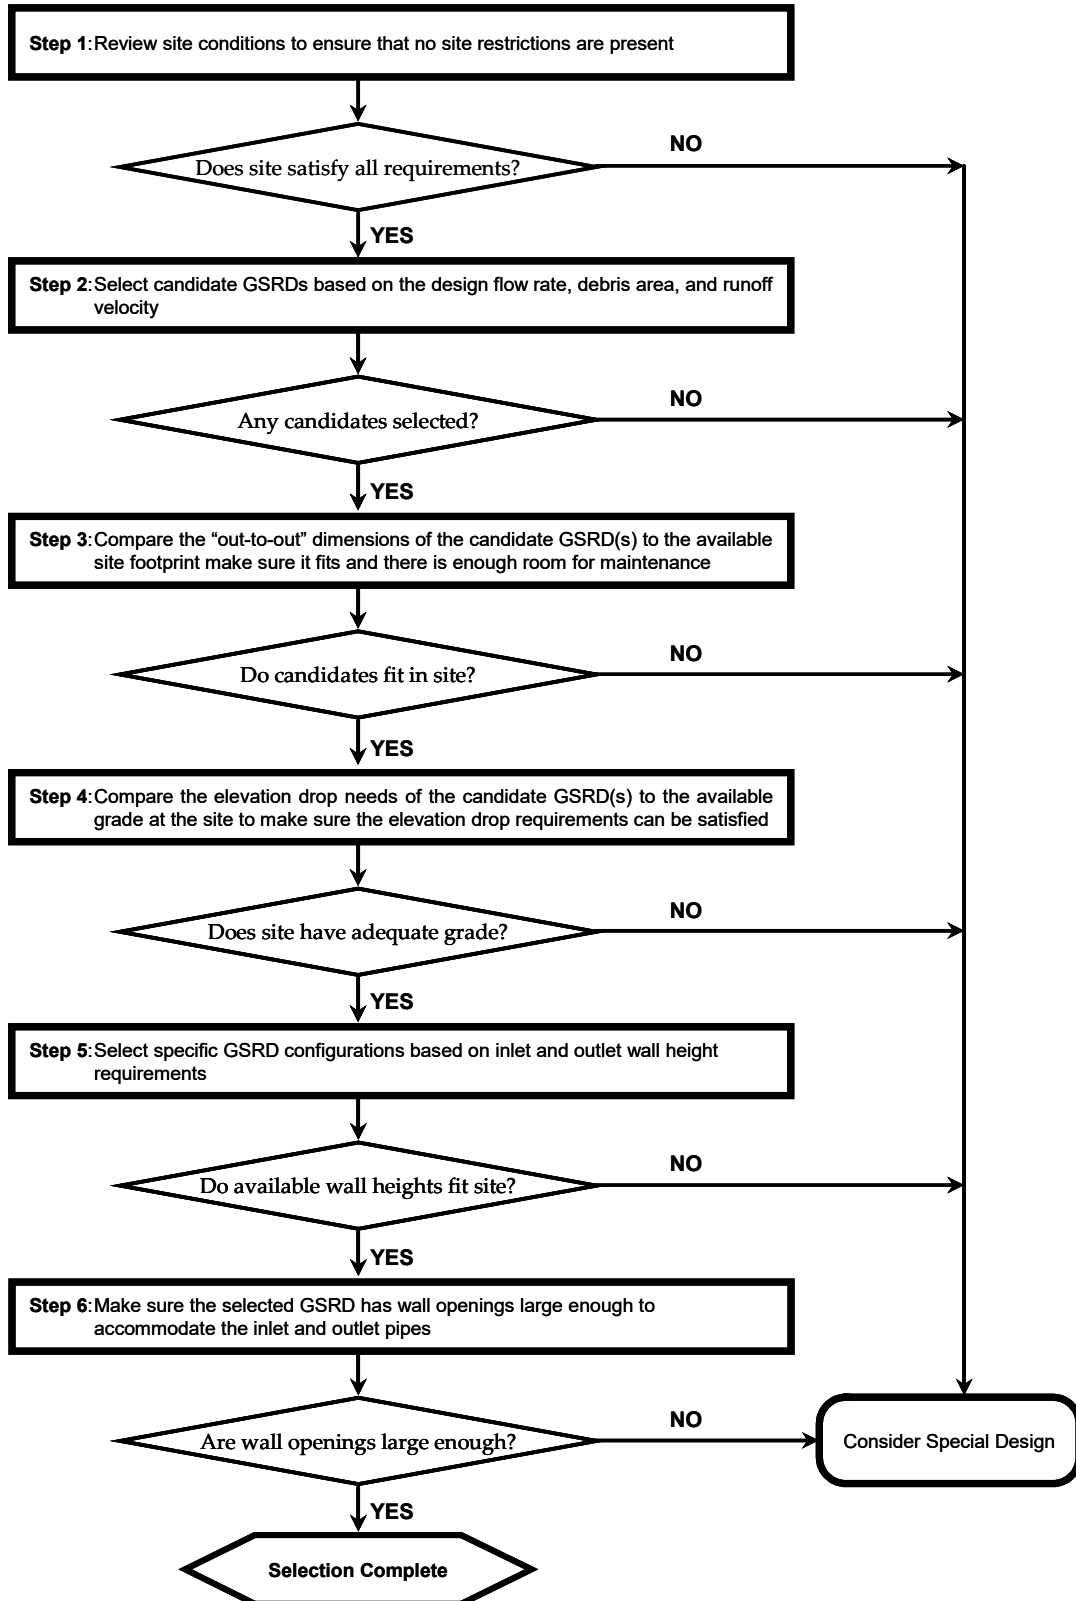 Step 1:Review site conditions to ensure that no site restrictions are present
NO
Does site satisfy all requirements?
YES
Step 2:Select candidate GSRDs based on the design flow rate, debris area, and runoff
velocity
NO
Any candidates selected?
YES
Step 3:Compare the “out-to-out” dimensions of the candidate GSRD(s) to the available
site footprint make sure it fits and there is enough room for maintenance
NO
Do candidates fit in site?
YES
Step 4:Compare the elevation drop needs of the candidate GSRD(s) to the available
grade at the site to make sure the elevation drop requirements can be satisfied
NO
Does site have adequate grade?
YES
Step 5:Select specific GSRD configurations based on inlet and outlet wall height
requirements
NO
Do available wall heights fit site?
YES
Step 6:Make sure the selected GSRD has wall openings large enough to
accommodate the inlet and outlet pipes
NO
Are wall openings large enough?
Consider Special Design
YES
Selection Complete